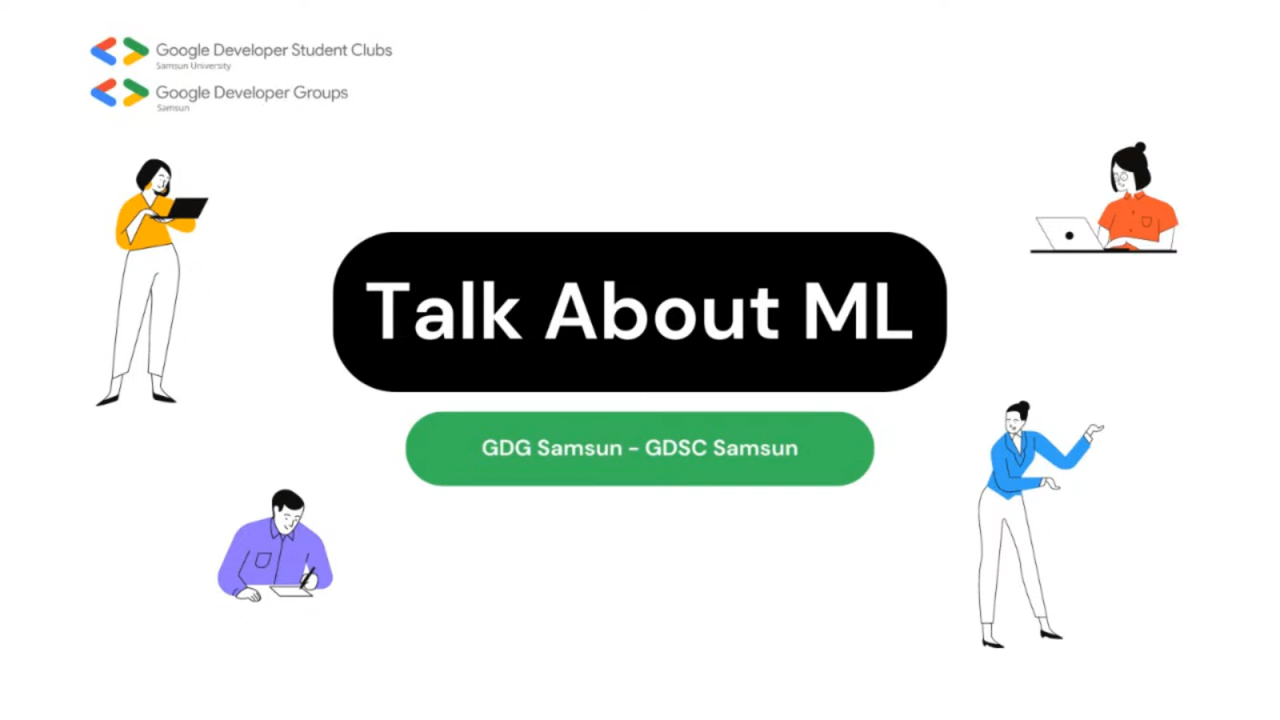 Google Developer Student Clubs
Samsun University
Google Developer Groups
Samsun
Talk About ML
GDG Samsun - GDSC Samsun